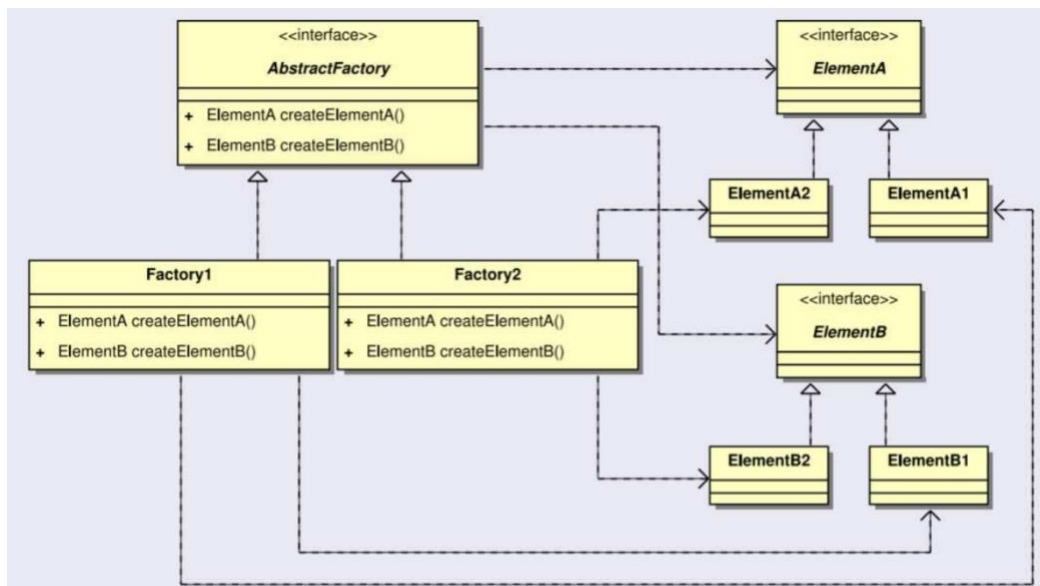 <<interface>>
AbstractFactory
+ ElementA createElementA()
+ ElementB createElementB()
<<interface>>
ElementA
ElementA2
ElementA1
Factory1
+ ElementA createElementA()
+ ElementB createElementB()
Factory2
+ ElementA createElementA()
+ ElementB createElementB()
<<interface>>
ElementB
ElementB2
ElementB1